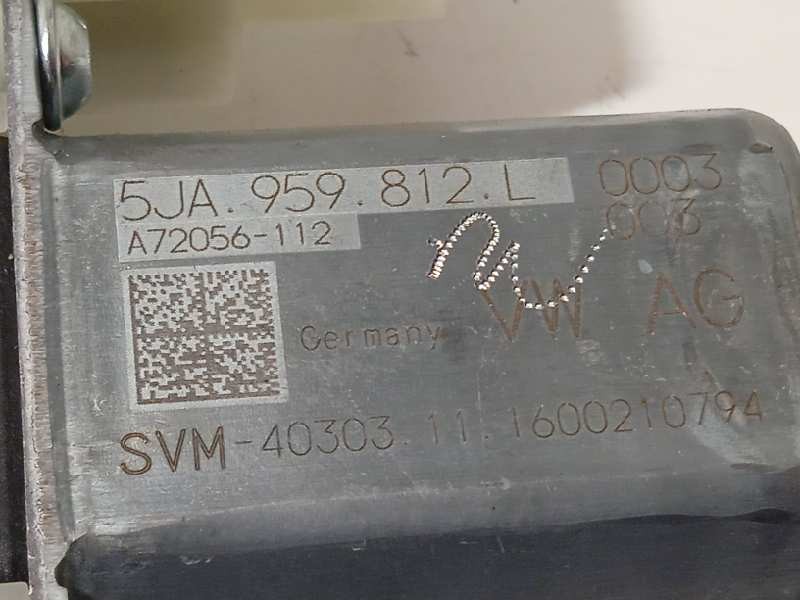 5JA.959.812.L 0003
A72056-112 003
Germany VW AG
SVM-40303.11.1600210794